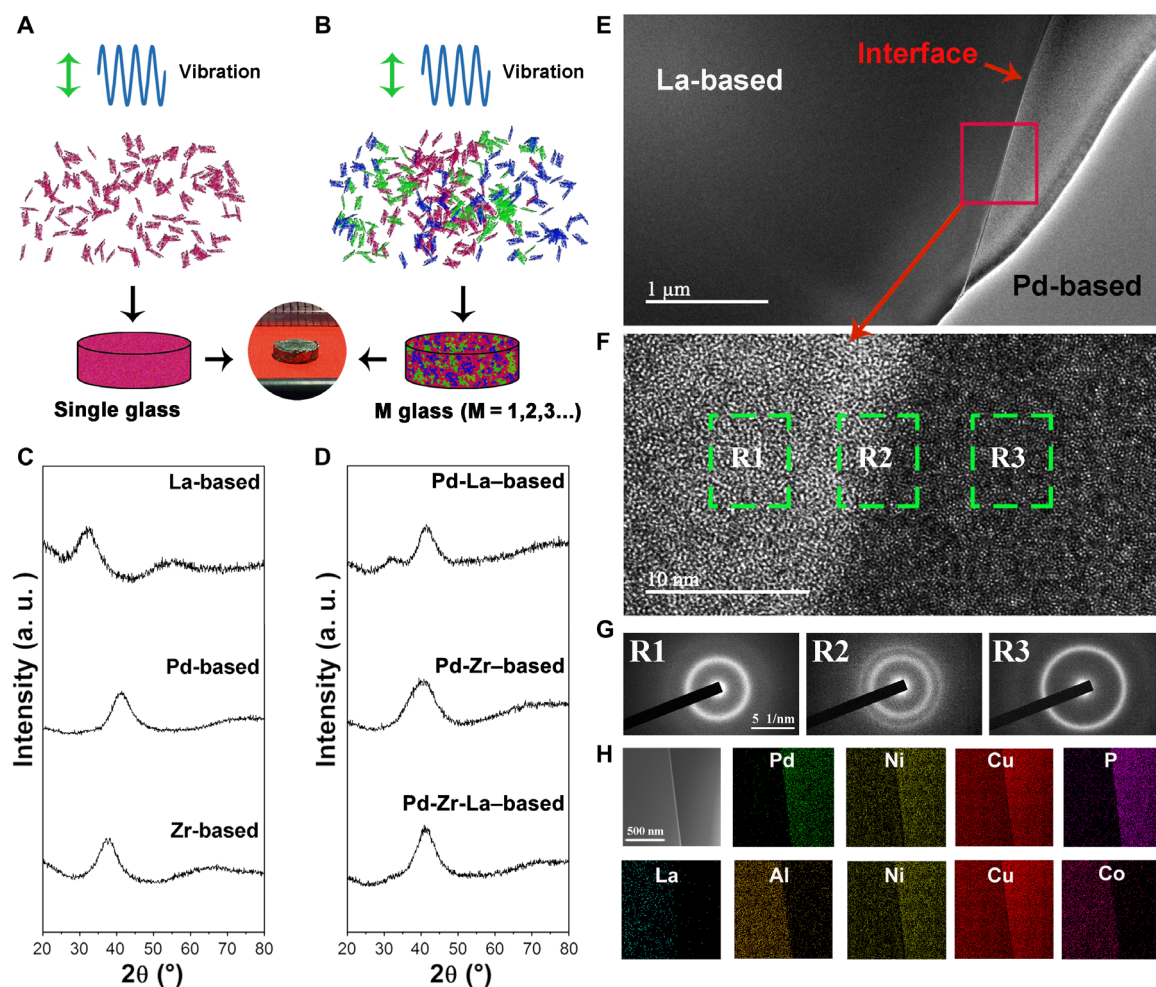 A
Vibration
Single glass
B
Vibration
M glass (M = 1,2,3...)
C
La-based
Pd-based
Zr-based
Intensity (a. u. )
20 30 40 50 60 70 80
2θ (°)
D
Pd-La–based
Pd-Zr–based
Pd-Zr-La–based
Intensity (a. u. )
20 30 40 50 60 70 80
2θ (°)
E
La-based
Interface
Pd-based
1 μm
F
R1
R2
R3
10 nm
G
R1
R2
R3
5 1/nm
H
500 nm
Pd
Ni
Cu
P
La
Al
Ni
Cu
Co